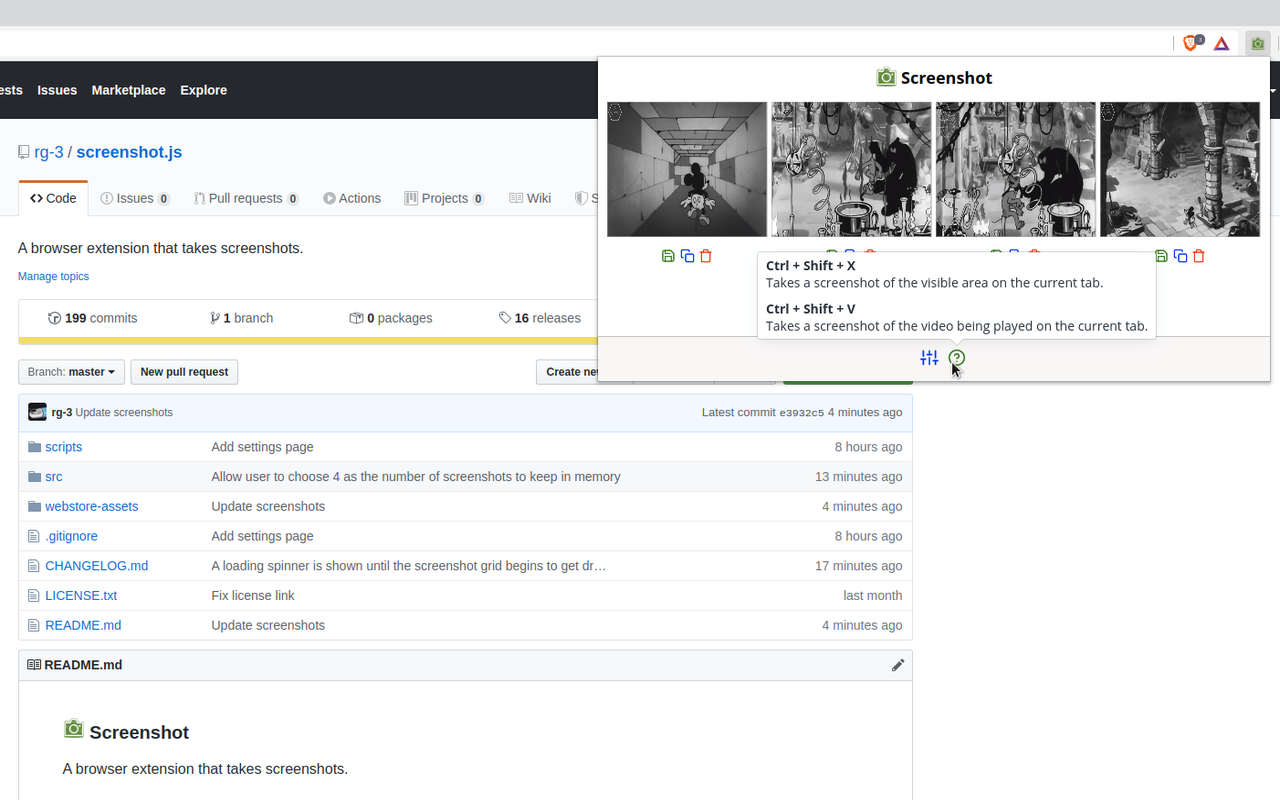 3
Screenshot
ests Issues Marketplace Explore
rg-3 / screenshot.js
Code Issues 0 Pull requests 0 Actions Projects 0 Wiki S
A browser extension that takes screenshots.
Manage topics
Ctrl + Shift + X
Takes a screenshot of the visible area on the current tab.
Ctrl + Shift + V
Takes a screenshot of the video being played on the current tab.
199 commits 1 branch 0 packages 16 releases
Branch: master New pull request Create new
rg-3 Update screenshots Latest commit e3932c5 4 minutes ago
scripts Add settings page 8 hours ago
src Allow user to choose 4 as the number of screenshots to keep in memory 13 minutes ago
webstore-assets Update screenshots 4 minutes ago
.gitignore Add settings page 8 hours ago
CHANGELOG.md A loading spinner is shown until the screenshot grid begins to get dr… 17 minutes ago
LICENSE.txt Fix license link last month
README.md Update screenshots 4 minutes ago
README.md
Screenshot
A browser extension that takes screenshots.